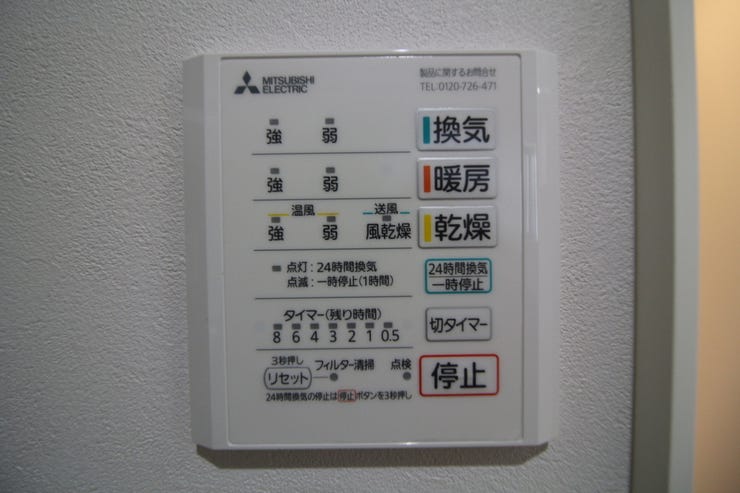 MITSUBISHI
ELECTRIC
製品に関するお問合せ
TEL:0120-726-471
強 弱 換気
強 弱 暖房
温風 送風
強 弱 風乾燥 乾燥
点灯:24時間換気
点滅:一時停止(1時間)
24時間換気
一時停止
タイマー(残り時間)
8 6 4 3 2 1 0.5
切タイマー
3秒押し
リセット フィルター清掃 点検
停止
24時間換気の停止は停止ボタンを3秒押し